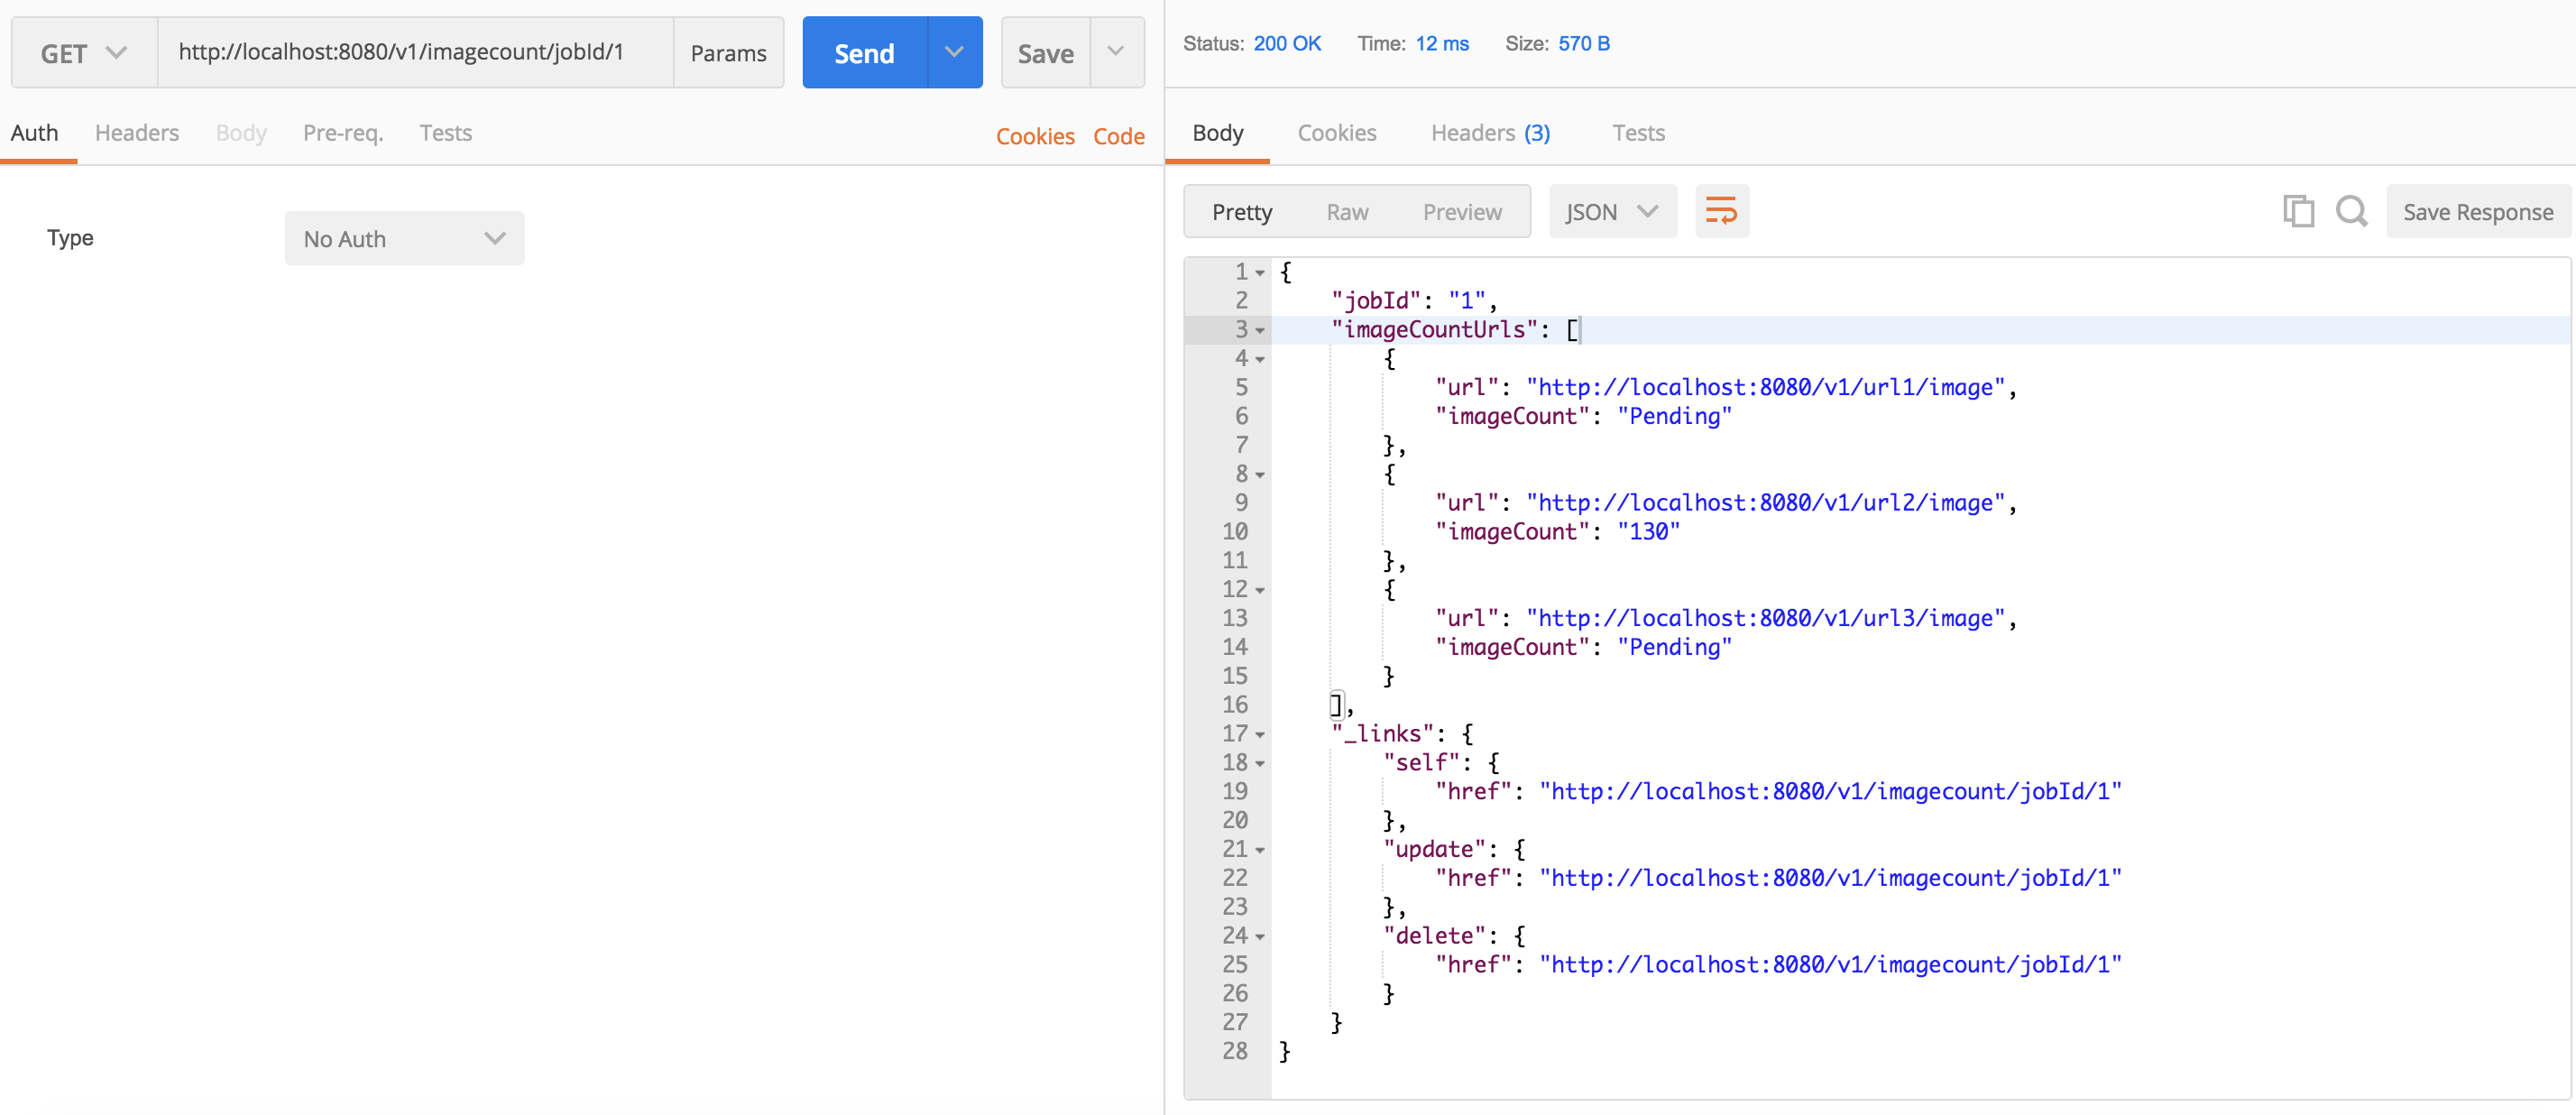 GET http://localhost:8080/v1/imagecount/jobId/1 Params Send Save
Auth Headers Body Pre-req. Tests Cookies Code
Type No Auth
Status: 200 OK Time: 12 ms Size: 570 B
Body Cookies Headers (3) Tests
Pretty Raw Preview JSON Save Response
1 {
2 "jobId": "1",
3 "imageCountUrls": [
4 {
5 "url": "http://localhost:8080/v1/url1/image",
6 "imageCount": "Pending"
7 },
8 {
9 "url": "http://localhost:8080/v1/url2/image",
10 "imageCount": "130"
11 },
12 {
13 "url": "http://localhost:8080/v1/url3/image",
14 "imageCount": "Pending"
15 }
16 ],
17 "_links": {
18 "self": {
19 "href": "http://localhost:8080/v1/imagecount/jobId/1"
20 },
21 "update": {
22 "href": "http://localhost:8080/v1/imagecount/jobId/1"
23 },
24 "delete": {
25 "href": "http://localhost:8080/v1/imagecount/jobId/1"
26 }
27 }
28 }